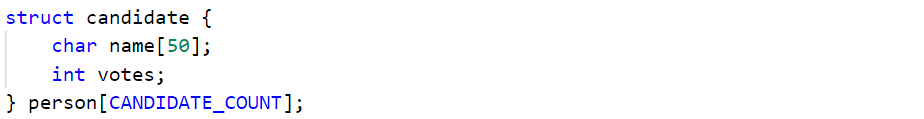 struct candidate {
    char name[50];
    int votes;
} person[CANDIDATE_COUNT];